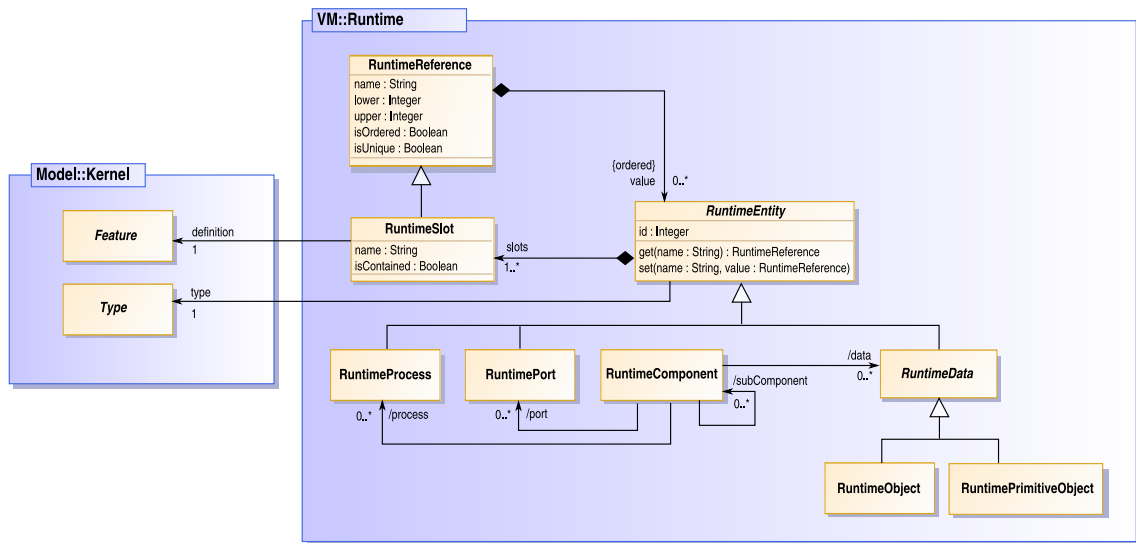 VM::Runtime
RuntimeReference
name : String
lower : Integer
upper : Integer
isOrdered : Boolean
isUnique : Boolean
{ordered}
value
0..*
Model::Kernel
Feature
definition
1
Type
type
1
RuntimeSlot
name : String
isContained : Boolean
slots
1..*
RuntimeEntity
id : Integer
get(name : String) : RuntimeReference
set(name : String, value : RuntimeReference)
RuntimeProcess
RuntimePort
RuntimeComponent
/data
0..*
RuntimeData
/subComponent
0..*
0..*
/process
0..*
/port
RuntimeObject
RuntimePrimitiveObject